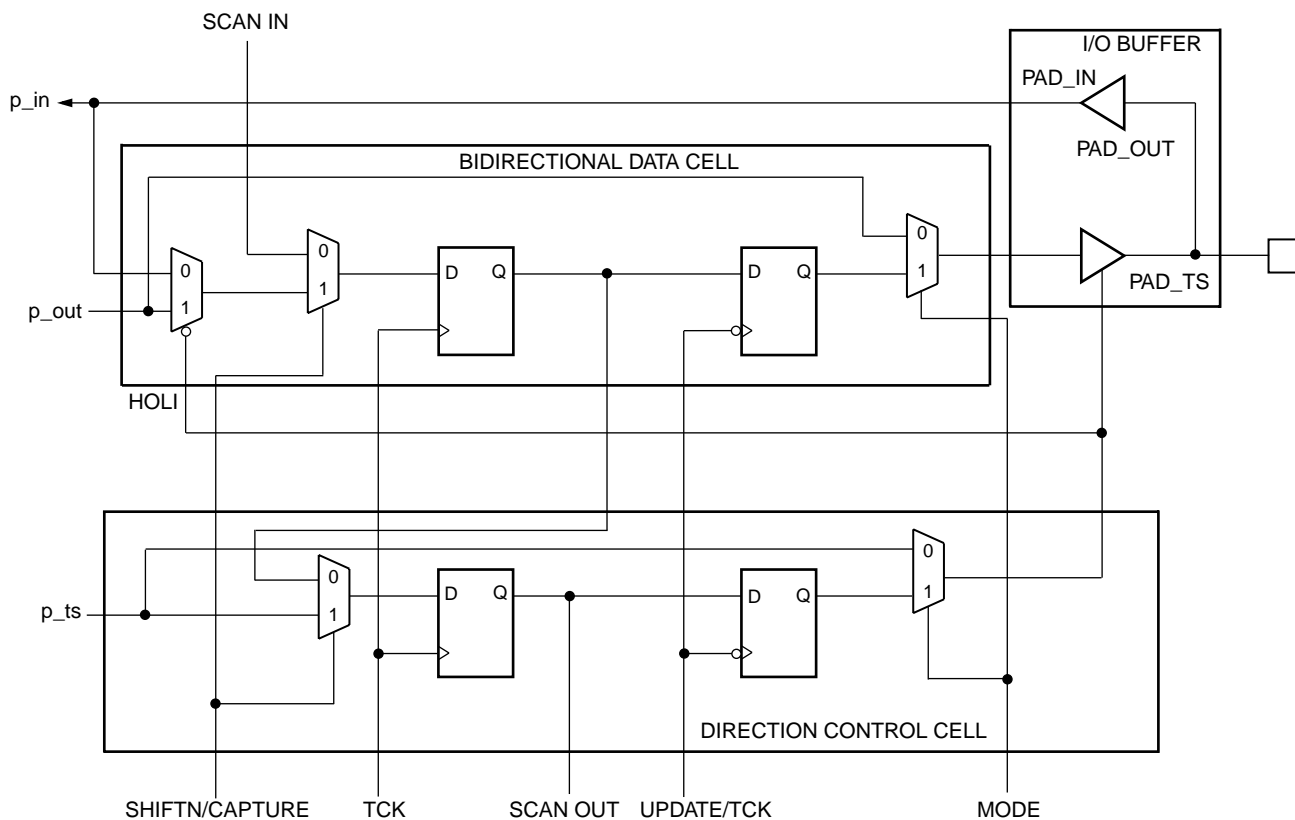 SCAN IN
I/O BUFFER
PAD_IN
p_in
PAD_OUT
BIDIRECTIONAL DATA CELL
0
0
1
D Q
D Q
0
1
PAD_TS
p_out
1
HOLI
0
1
D Q
D Q
0
1
p_ts
DIRECTION CONTROL CELL
SHIFTN/CAPTURE
TCK
SCAN OUT
UPDATE/TCK
MODE